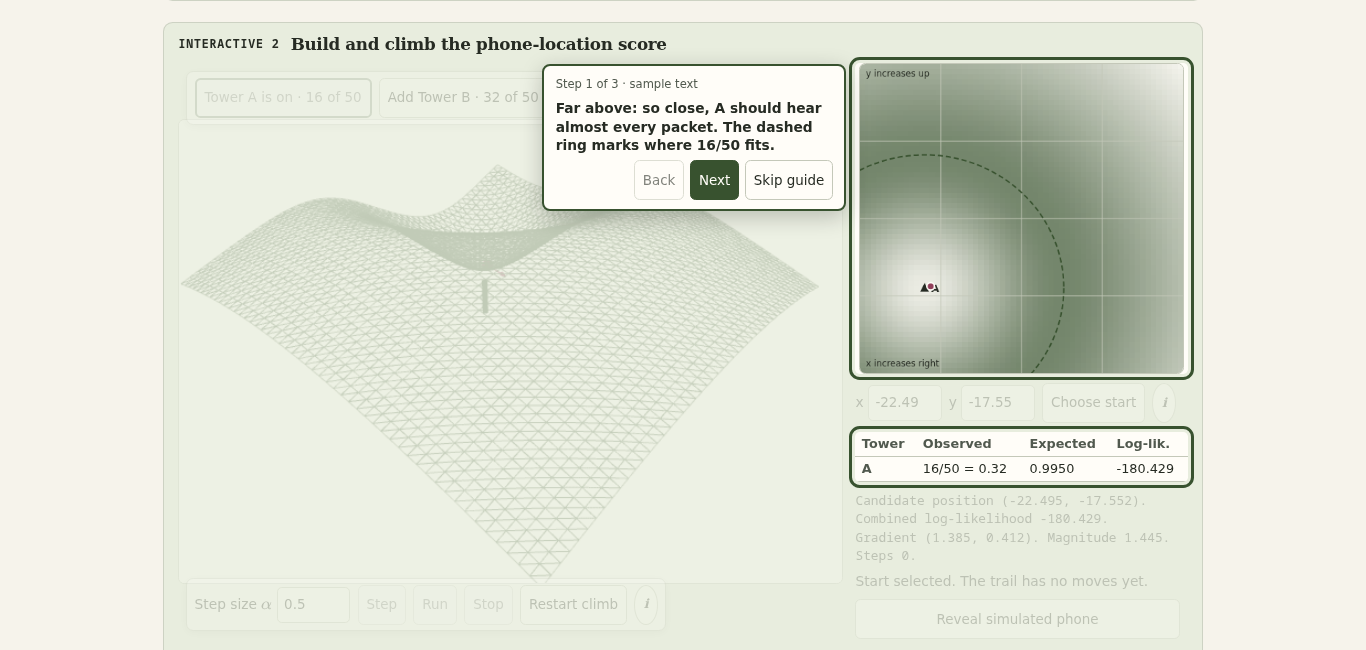 INTERACTIVE 2 Build and climb the phone-location score
Tower A is on · 16 of 50
Add Tower B · 32 of 50
Step 1 of 3 · sample text
Far above: so close, A should hear
almost every packet. The dashed
ring marks where 16/50 fits.
Back Next Skip guide
y increases up
A
x increases right
x -22.49 y -17.55 Choose start i
Tower Observed Expected Log-lik.
A 16/50 = 0.32 0.9950 -180.429
Candidate position (-22.495, -17.552).
Combined log-likelihood -180.429.
Gradient (1.385, 0.412). Magnitude 1.445.
Steps 0.
Start selected. The trail has no moves yet.
Reveal simulated phone
Step size α 0.5 Step Run Stop Restart climb i